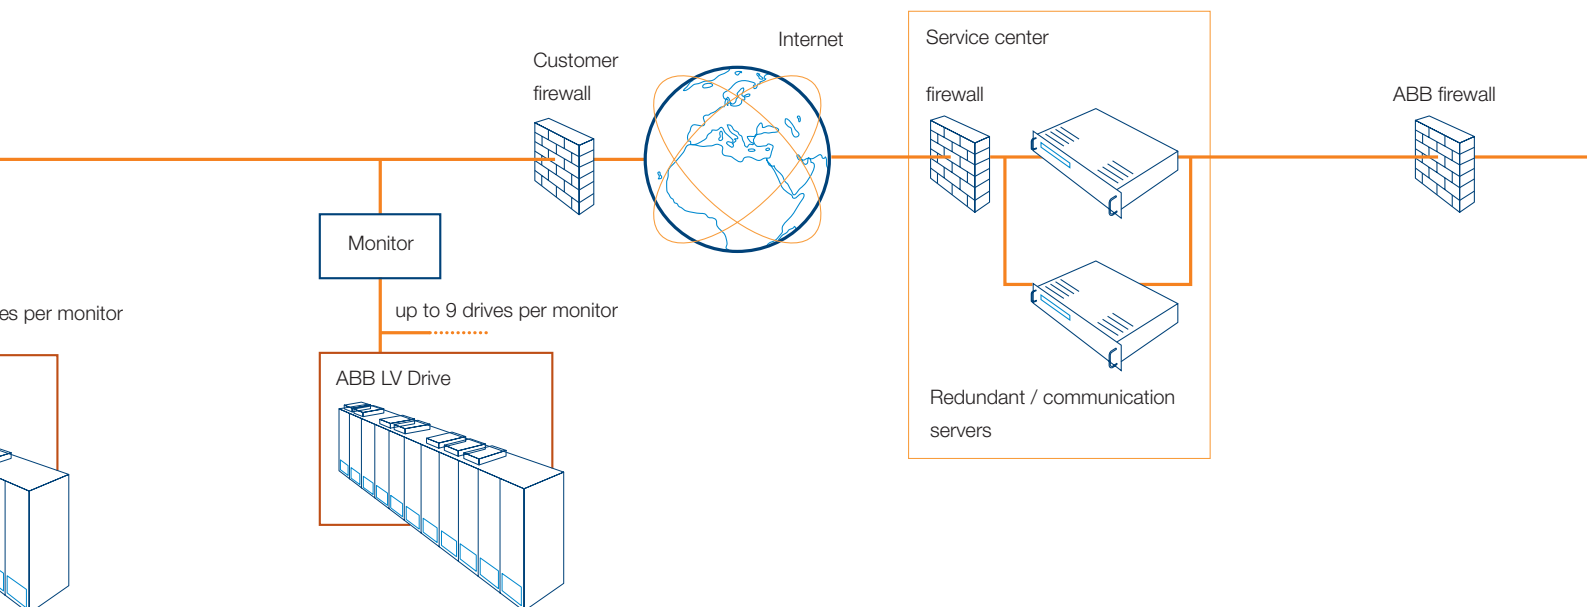 Internet
Service center
Customer
firewall
firewall
ABB firewall
Monitor
up to 9 drives per monitor
per monitor
ABB LV Drive
Redundant / communication
servers